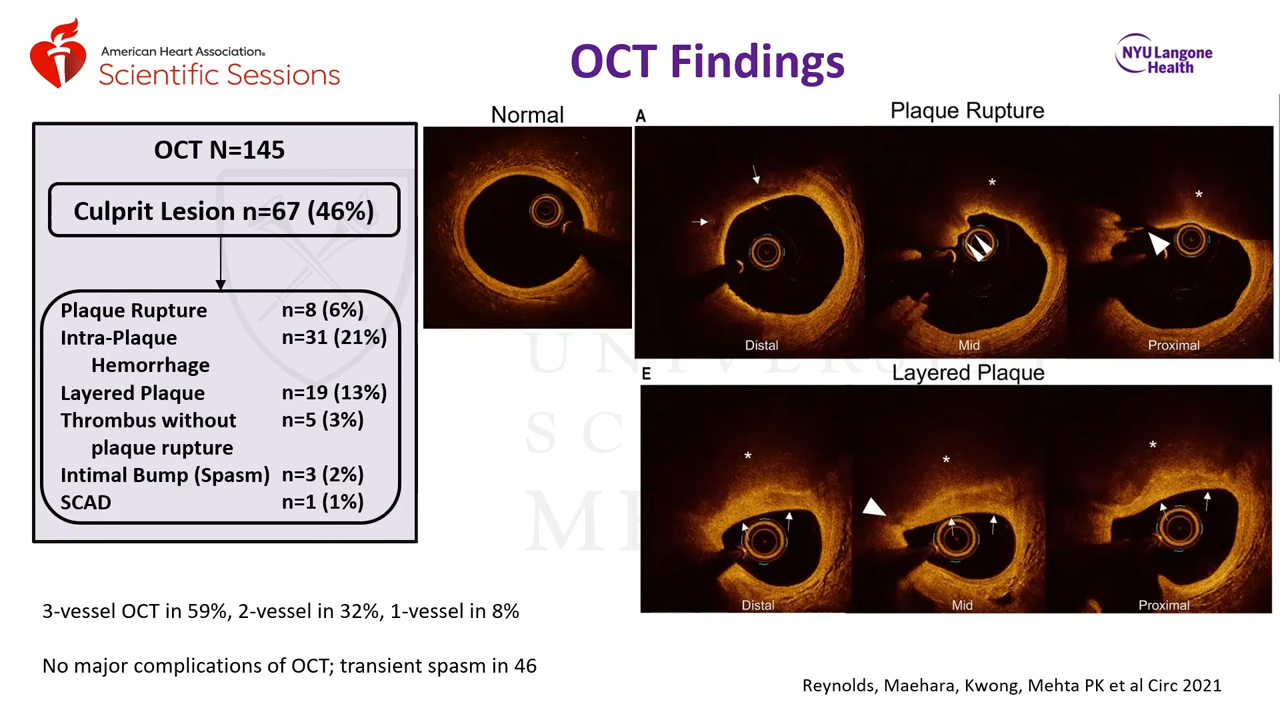 American Heart Association.
Scientific Sessions
OCT Findings
NYU Langone
Health
OCT N=145
Culprit Lesion n=67 (46%)
Plaque Rupture n=8 (6%)
Intra-Plaque n=31 (21%)
Hemorrhage
Layered Plaque n=19 (13%)
Thrombus without n=5 (3%)
plaque rupture
Intimal Bump (Spasm) n=3 (2%)
SCAD n=1 (1%)
Normal
A
Plaque Rupture
*
*
Distal
Mid
Proximal
E
Layered Plaque
*
*
*
Distal
Mid
Proximal
3-vessel OCT in 59%, 2-vessel in 32%, 1-vessel in 8%
No major complications of OCT; transient spasm in 46
Reynolds, Maehara, Kwong, Mehta PK et al Circ 2021